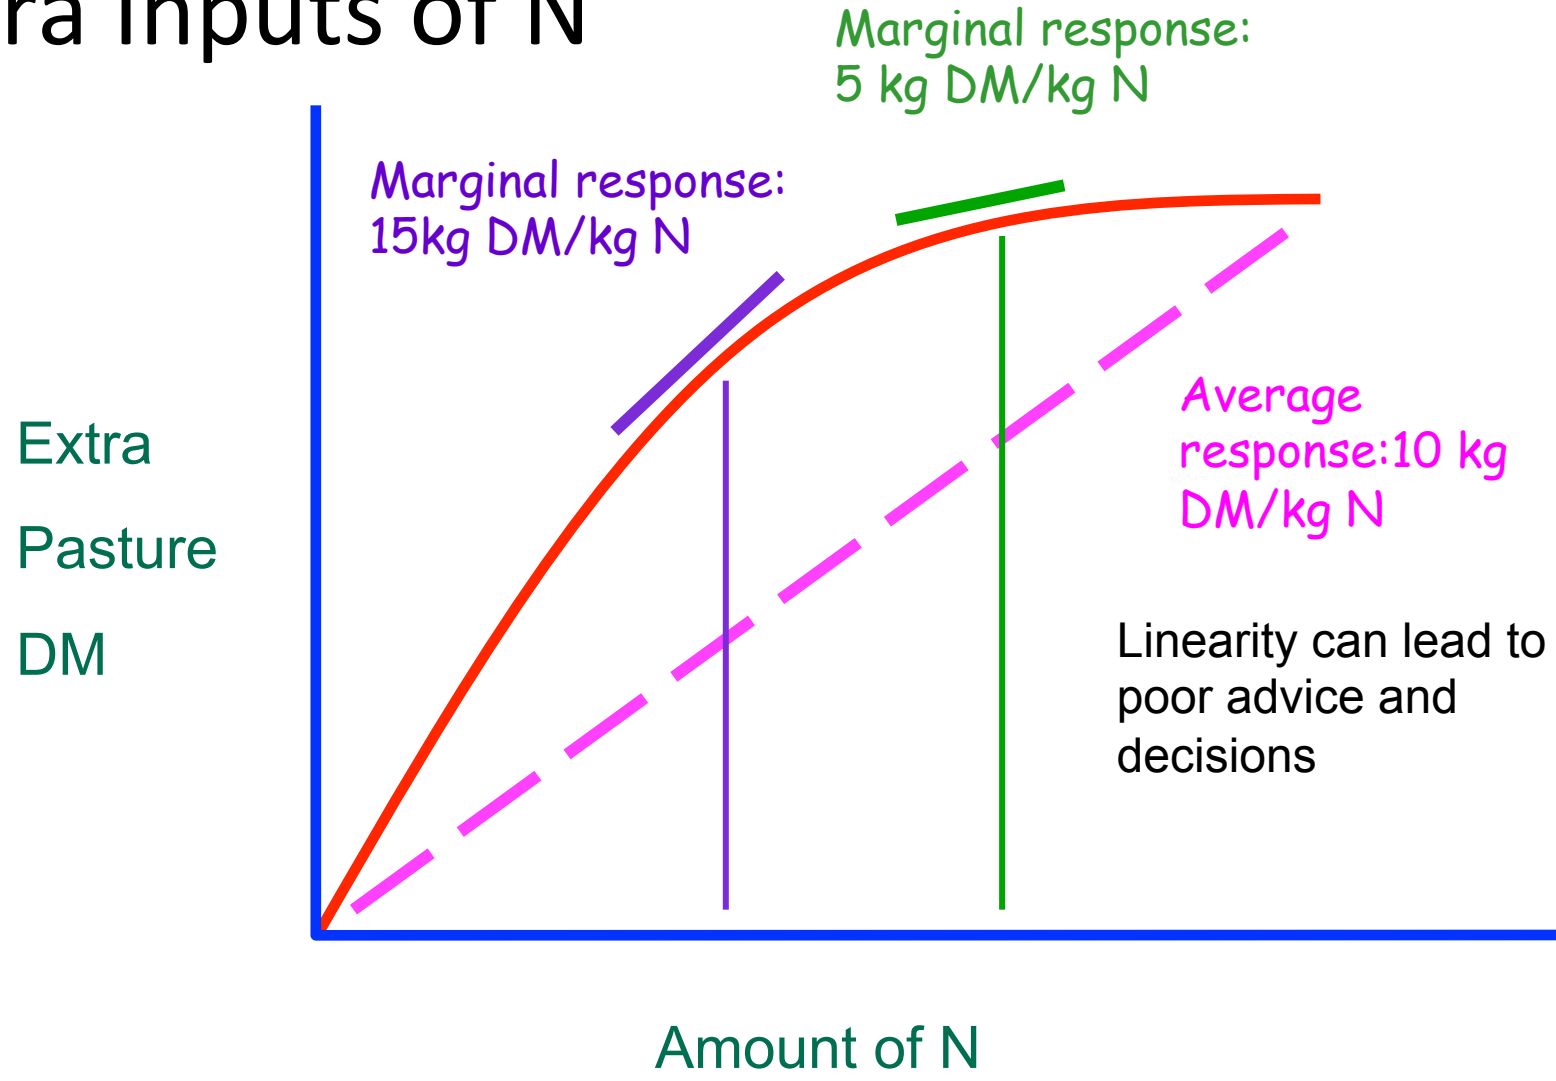 ra Inputs of N
Marginal response:
5 kg DM/kg N
Marginal response:
15kg DM/kg N
Average
response:10 kg
DM/kg N
Extra
Pasture
DM
Linearity can lead to
poor advice and
decisions
Amount of N